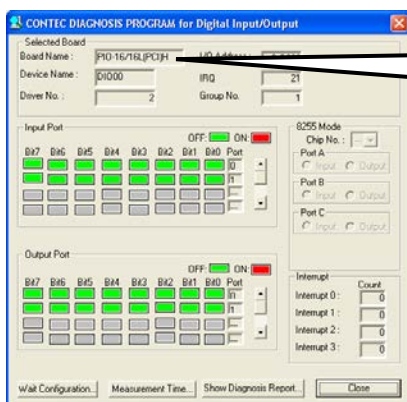 CONTEC DIAGNOSIS PROGRAM for Digital Input/Output
Selected Board
Board Name : PIO-16/16L(PCI)H
Device Name : DIO00 IRQ 21
Driver No. : 2 Group No. 1
Input Port
OFF: ON:
Bit7 Bit6 Bit5 Bit4 Bit3 Bit2 Bit1 Bit0 Port
0
1
Output Port
OFF: ON:
Bit7 Bit6 Bit5 Bit4 Bit3 Bit2 Bit1 Bit0 Port
0
1
8255 Mode
Chip No. :
Port A
Input Output
Port B
Input Output
Port C
Input Output
Interrupt
Count
Interrupt 0 : 0
Interrupt 1 : 0
Interrupt 2 : 0
Interrupt 3 : 0
Wait Configuration... Measurement Time... Show Diagnosis Report... Close